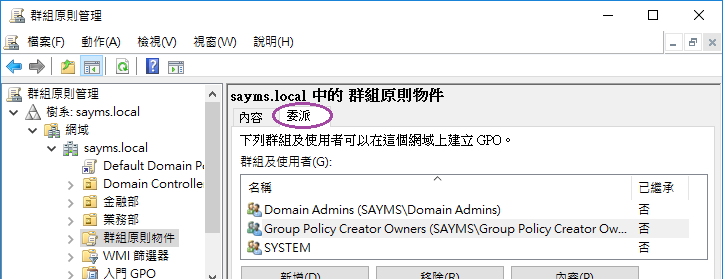 群組原則管理
檔案(F) 動作(A) 檢視(V) 視窗(W) 說明(H)
群組原則管理
樹系: sayms.local
網域
sayms.local
Default Domain Po
Domain Controller
金融部
業務部
群組原則物件
WMI 篩選器
入門 GPO
sayms.local 中的 群組原則物件
內容 委派
下列群組及使用者可以在這個網域上建立 GPO。
群組及使用者(G):
名稱 已繼承
Domain Admins (SAYMS\Domain Admins) 否
Group Policy Creator Owners (SAYMS\Group Policy Creator Ow... 否
SYSTEM 否
新增(D)... 移除(R) 內容(P)...